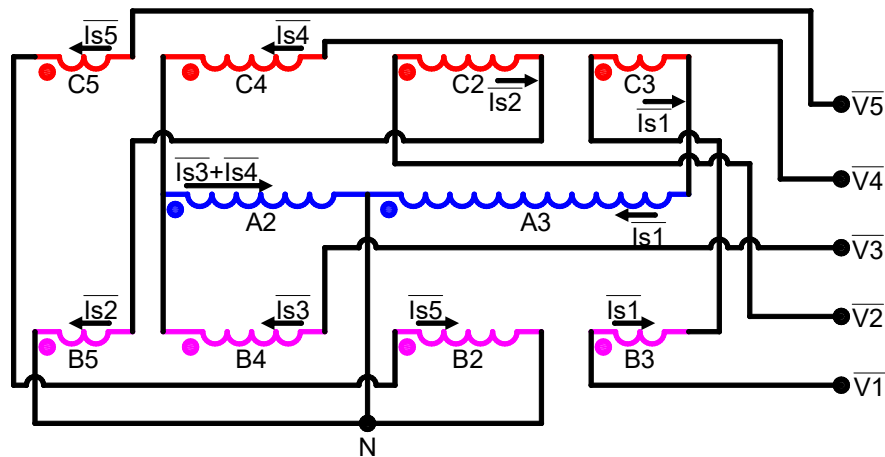 Is5 Is4
C5 C4 C2 C3
Is2 Is1
V5
V4
Is3+Is4
A2 A3
Is1
V3
Is2 Is3 Is5 Is1
V2
B5 B4 B2 B3
V1
N